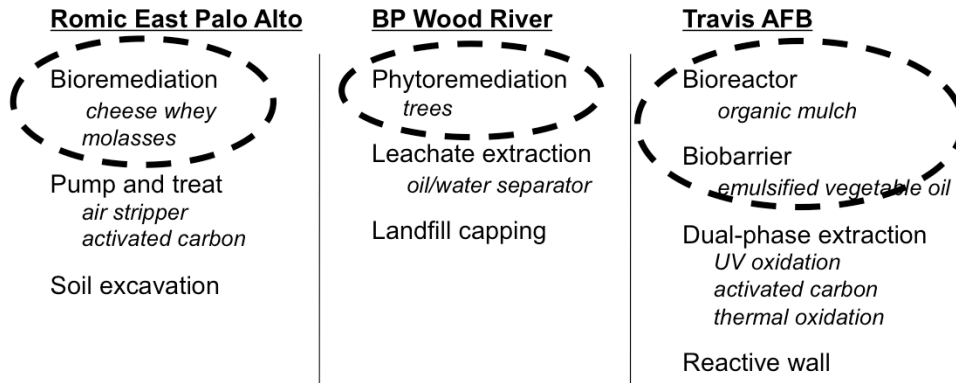 Romic East Palo Alto
Bioremediation
cheese whey
molasses
Pump and treat
air stripper
activated carbon
Soil excavation
BP Wood River
Phytoremediation
trees
Leachate extraction
oil/water separator
Landfill capping
Travis AFB
Bioreactor
organic mulch
Biobarrier
emulsified vegetable oil
Dual-phase extraction
UV oxidation
activated carbon
thermal oxidation
Reactive wall